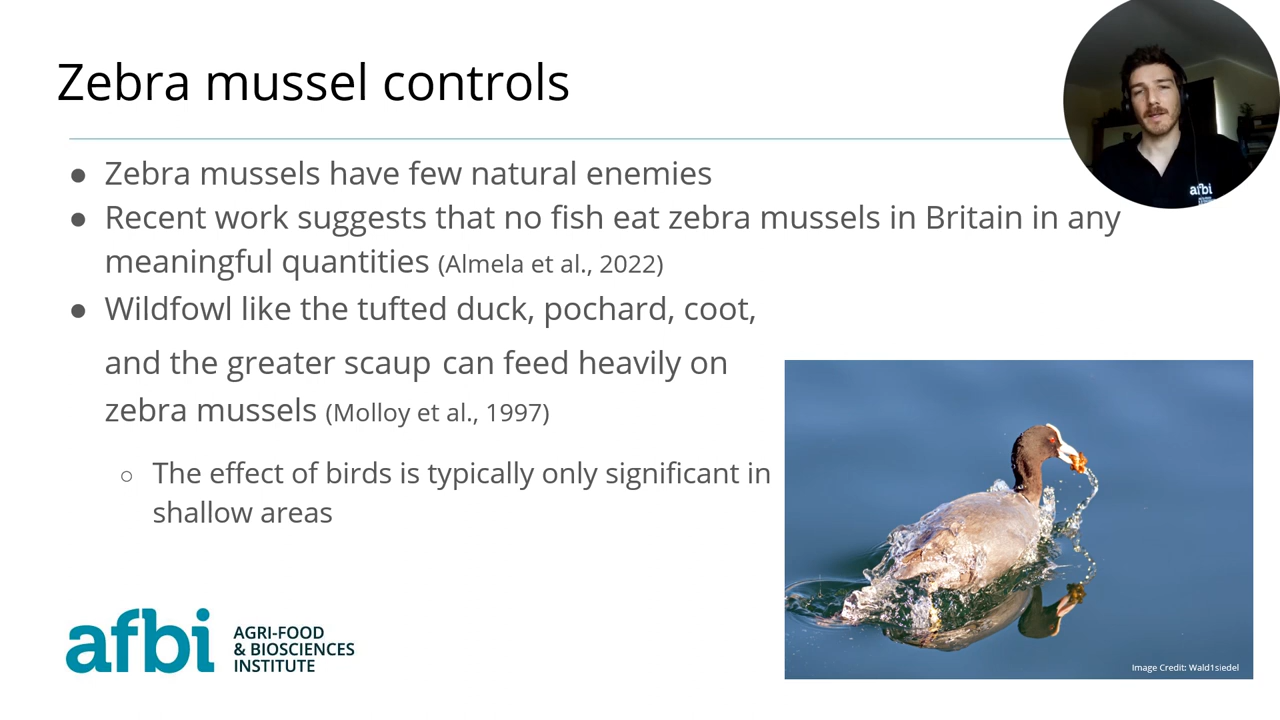 Zebra mussel controls
● Zebra mussels have few natural enemies
● Recent work suggests that no fish eat zebra mussels in Britain in any
meaningful quantities (Almela et al., 2022)
● Wildfowl like the tufted duck, pochard, coot,
and the greater scaup can feed heavily on
zebra mussels (Molloy et al., 1997)
○ The effect of birds is typically only significant in
shallow areas
afbi
AGRI-FOOD
& BIOSCIENCES
INSTITUTE
Image Credit: Wald1siedel
afbi